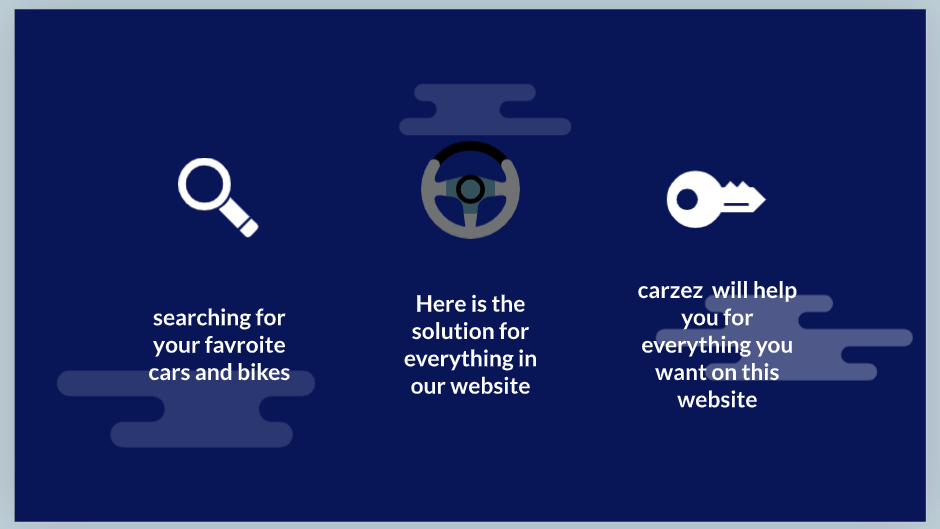 searching for
your favroite
cars and bikes
Here is the
solution for
everything in
our website
carzez  will help
you for
everything you
want on this
website